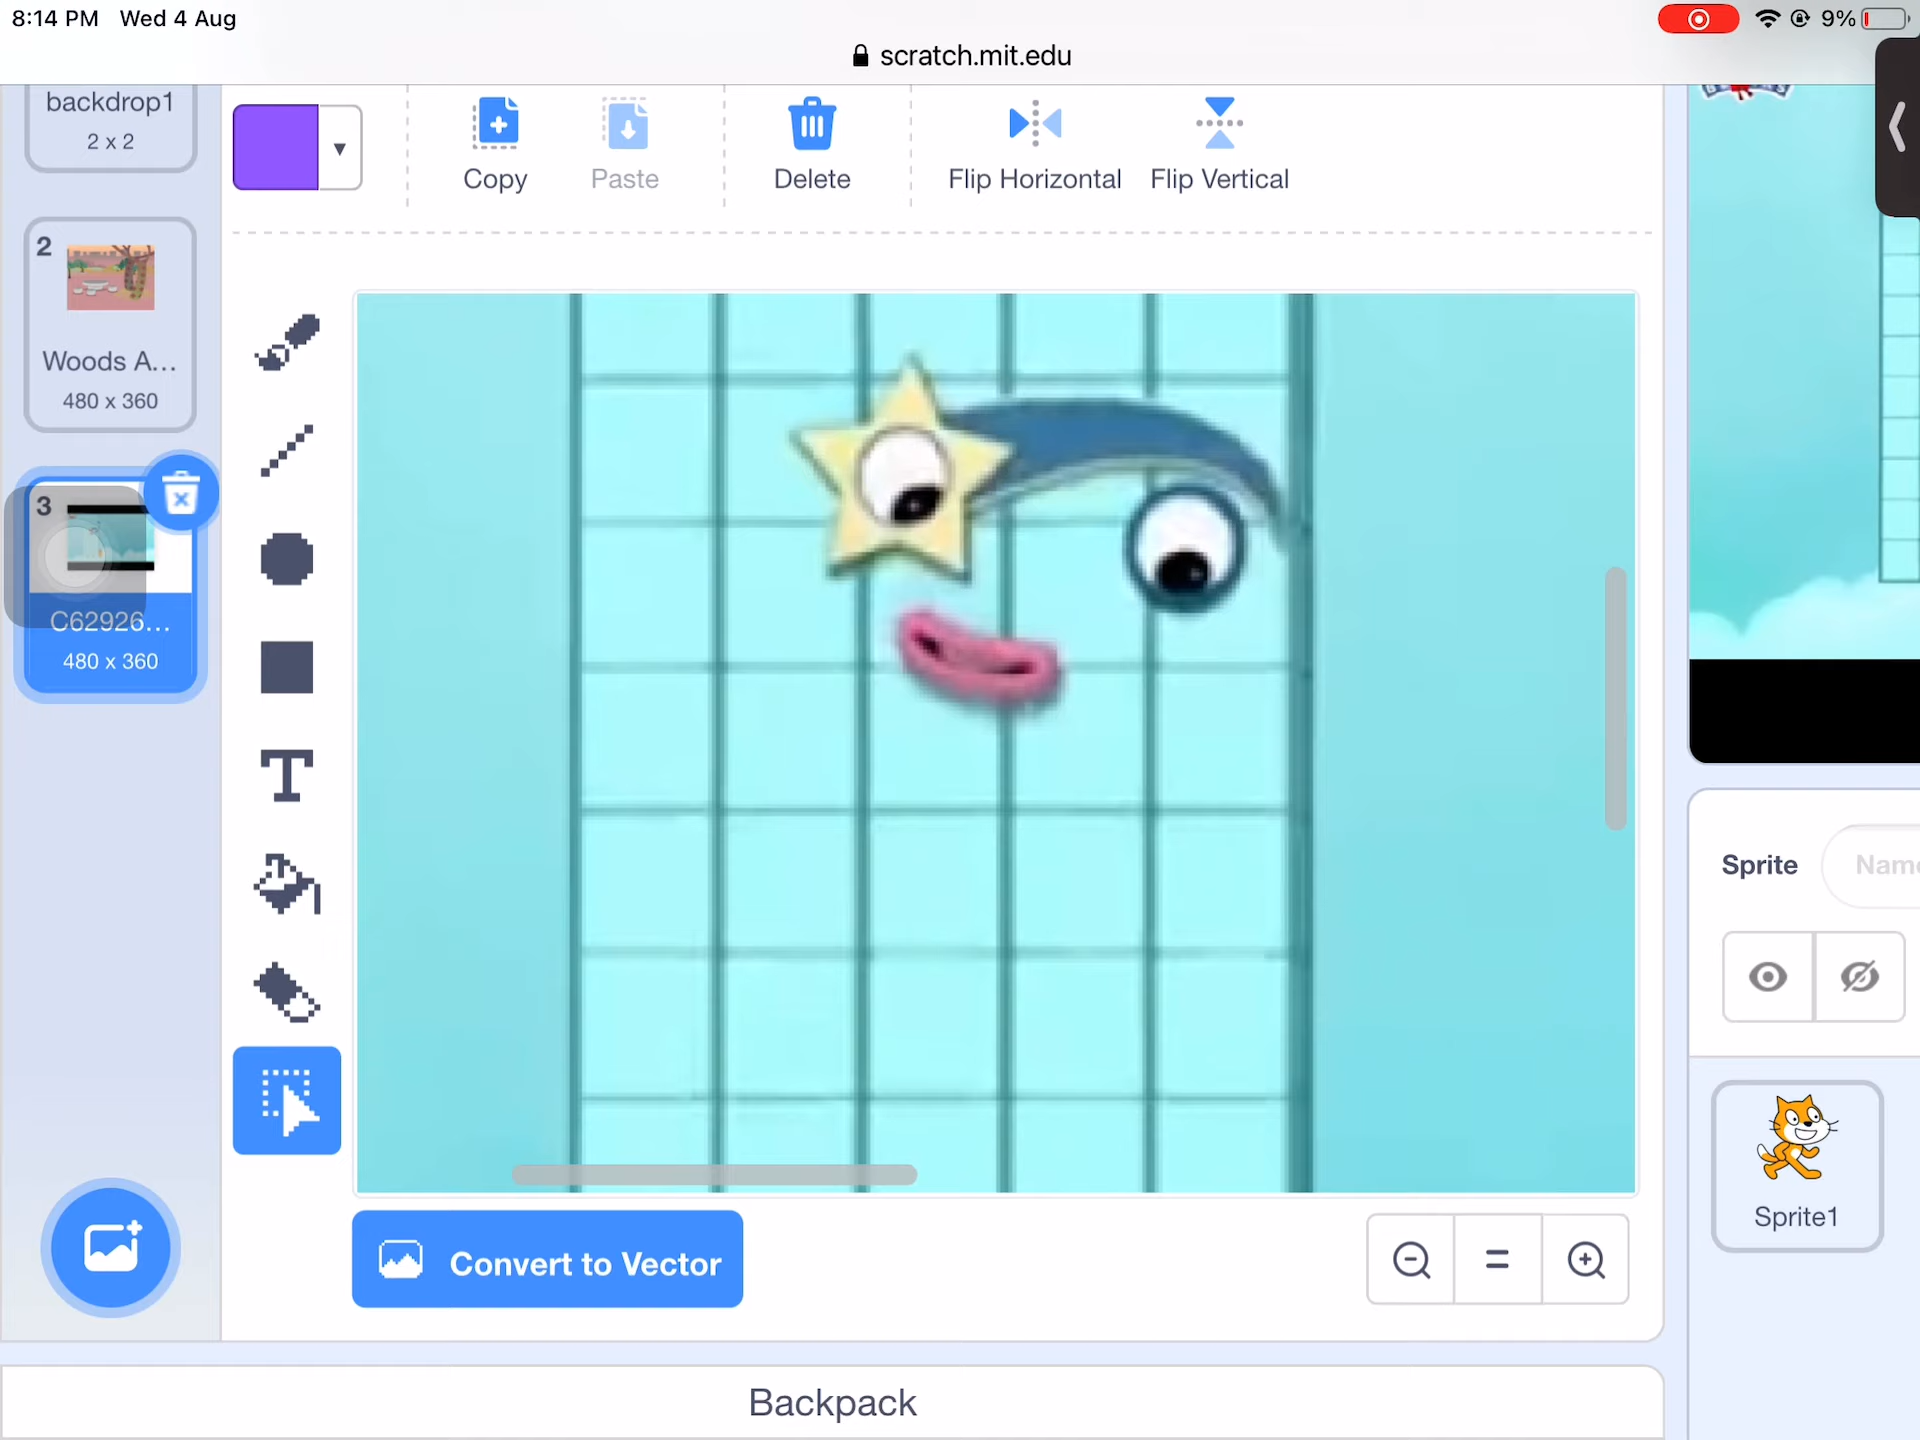 8:14 PM Wed 4 Aug
9%
scratch.mit.edu
backdrop1
2 x 2
Copy
Paste
Delete
Flip Horizontal
Flip Vertical
2
Woods A...
480 x 360
3
C62926...
480 x 360
T
Convert to Vector
=
Sprite
Name
Sprite1
Backpack